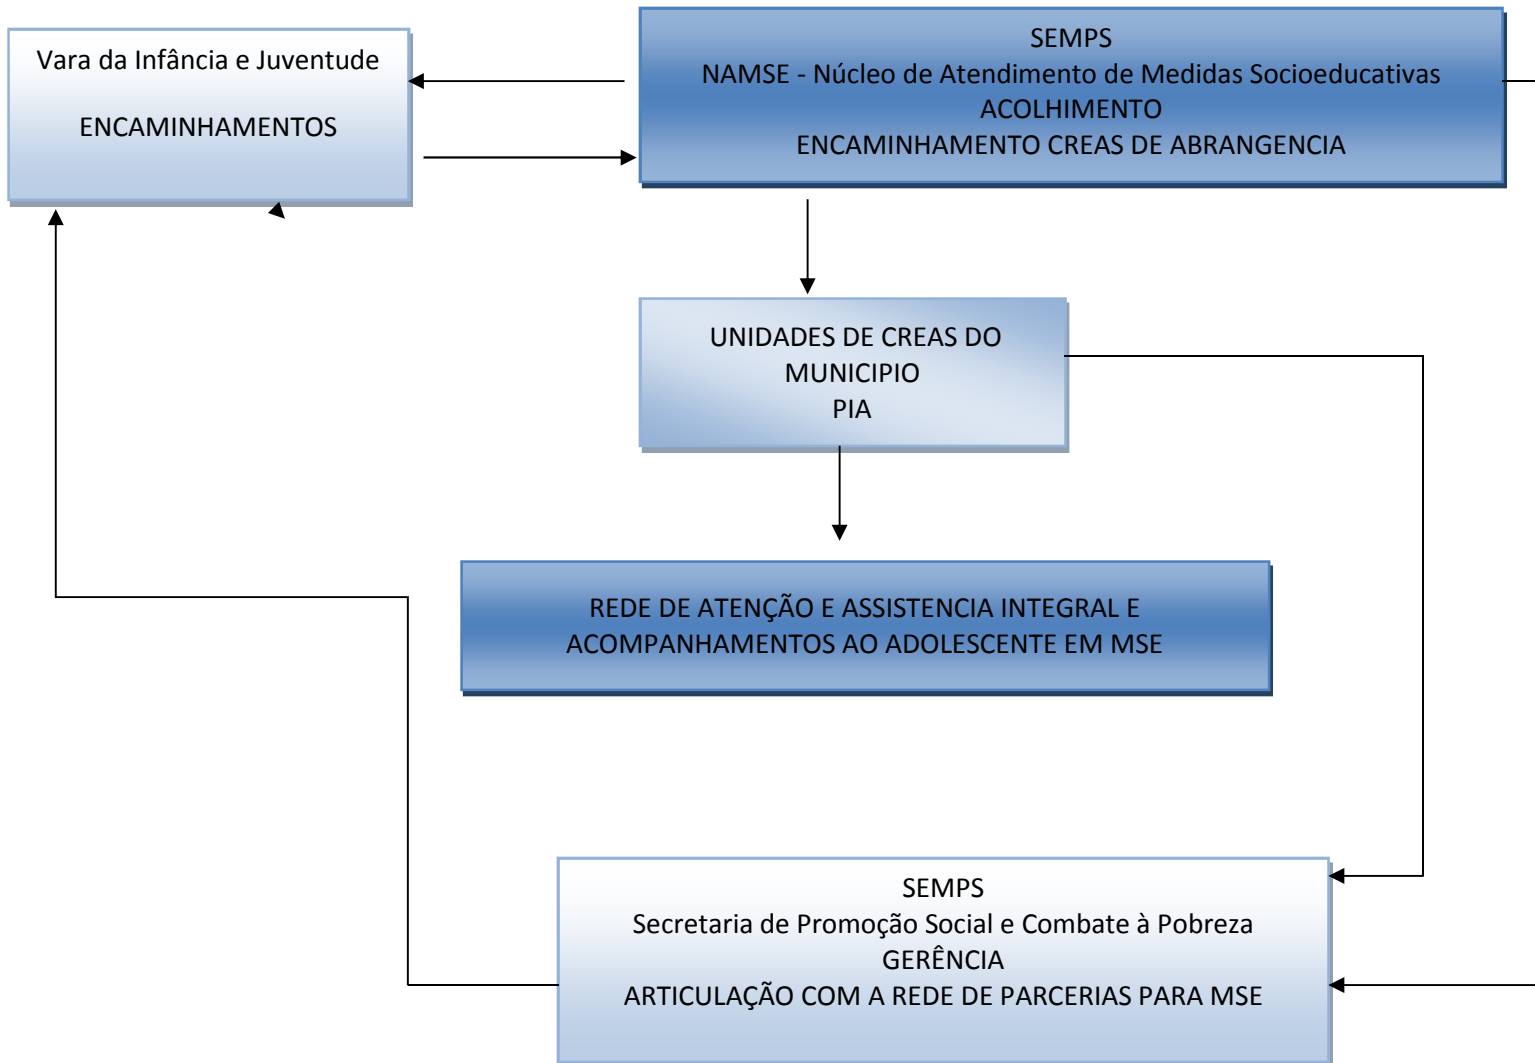 Vara da Infância e Juventude
ENCAMINHAMENTOS
SEMPS
NAMSE - Núcleo de Atendimento de Medidas Socioeducativas
ACOLHIMENTO
ENCAMINHAMENTO CREAS DE ABRANGENCIA
UNIDADES DE CREAS DO
MUNICIPIO
PIA
REDE DE ATENÇÃO E ASSISTENCIA INTEGRAL E
ACOMPANHAMENTOS AO ADOLESCENTE EM MSE
SEMPS
Secretaria de Promoção Social e Combate à Pobreza
GERÊNCIA
ARTICULAÇÃO COM A REDE DE PARCERIAS PARA MSE